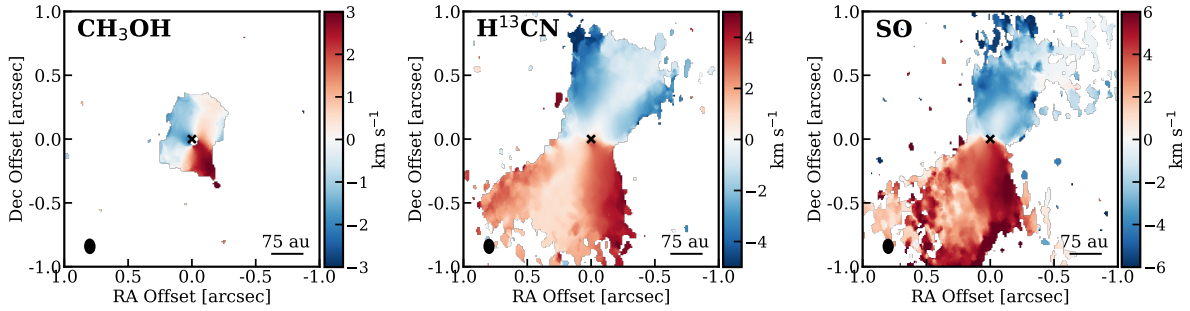 CH₃OH
1.0
0.5
0.0
-0.5
-1.0
Dec Offset [arcsec]
1.0 0.5 0.0 -0.5 -1.0
RA Offset [arcsec]
75 au
3
2
1
0
−1
−2
−3
km s⁻¹
H¹³CN
1.0
0.5
0.0
-0.5
-1.0
Dec Offset [arcsec]
1.0 0.5 0.0 -0.5 -1.0
RA Offset [arcsec]
75 au
4
2
0
−2
−4
km s⁻¹
SO
1.0
0.5
0.0
-0.5
-1.0
Dec Offset [arcsec]
1.0 0.5 0.0 -0.5 -1.0
RA Offset [arcsec]
75 au
6
4
2
0
−2
−4
−6
km s⁻¹